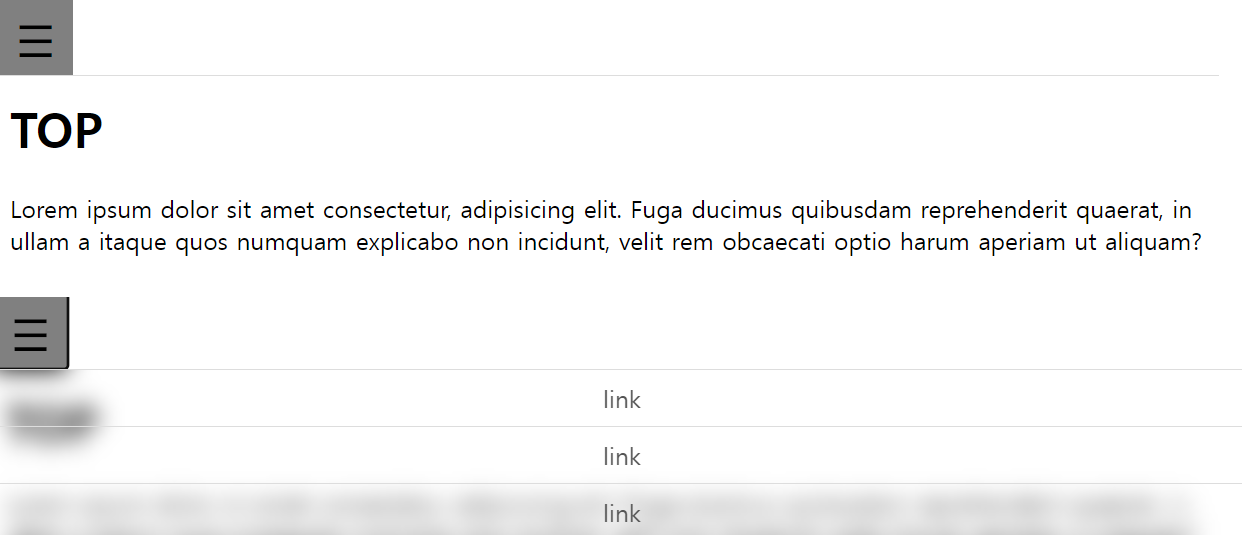 TOP
Lorem ipsum dolor sit amet consectetur, adipisicing elit. Fuga ducimus quibusdam reprehenderit quaerat, in
ullam a itaque quos numquam explicabo non incidunt, velit rem obcaecati optio harum aperiam ut aliquam?
link
TOP
link
link